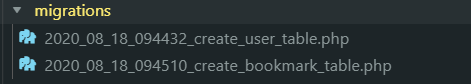 migrations
2020_08_18_094432_create_user_table.php
2020_08_18_094510_create_bookmark_table.php